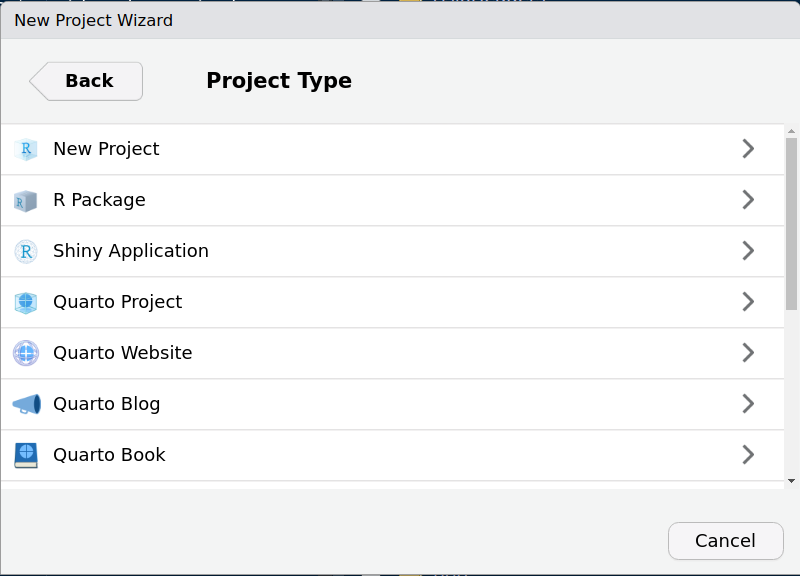 New Project Wizard
Back
Project Type
R New Project
R R Package
R Shiny Application
Quarto Project
Quarto Website
Quarto Blog
Quarto Book
Cancel